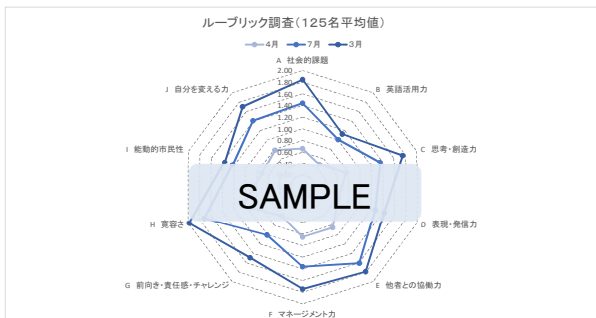 ルーブリック調査（125名平均値）
4月 7月 3月
A 社会的課題
2.00
J 自分を変える力
1.80
B 英語活用力
1.60
1.40
1.20
1.00
I 能動的市民性
0.80
C 思考・創造力
0.60
SAMPLE
H 寛容さ
D 表現・発信力
G 前向き・責任感・チャレンジ
E 他者との協働力
F マネージメント力